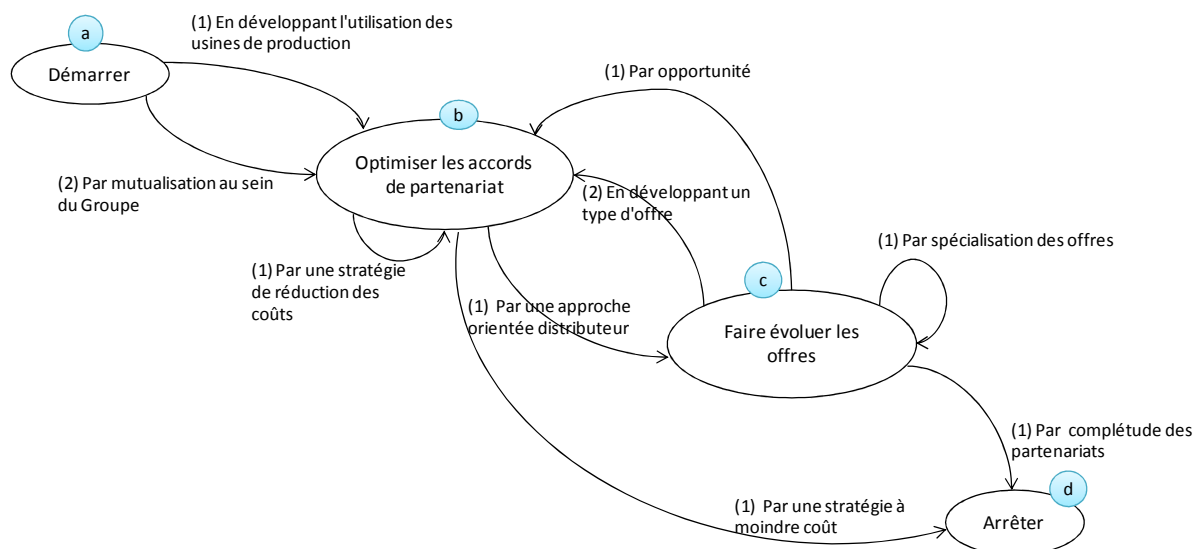 a
Démarrer
(1) En développant l'utilisation des
usines de production
(1) Par opportunité
b
Optimiser les accords
de partenariat
(2) Par mutualisation au sein
du Groupe
(2) En développant un
type d'offre
(1) Par spécialisation des offres
(1) Par une stratégie
de réduction des
coûts
c
(1) Par une approche
orientée distributeur
Faire évoluer les
offres
(1) Par complétude des
partenariats
(1) Par une stratégie à
moindre coût
d
Arrêter